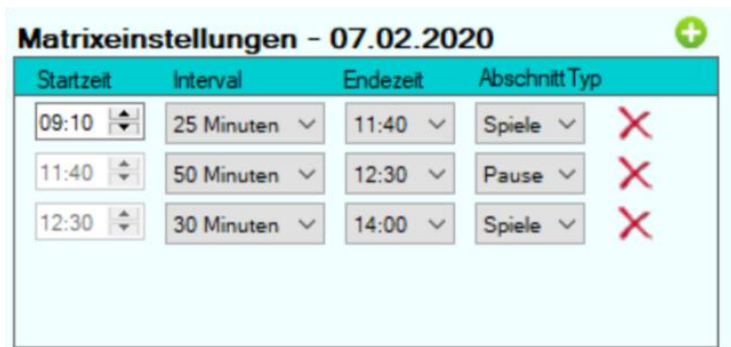 Matrixeinstellungen - 07.02.2020
Startzeit Interval Endezeit Abschnitt Typ
09:10 25 Minuten 11:40 Spiele
11:40 50 Minuten 12:30 Pause
12:30 30 Minuten 14:00 Spiele